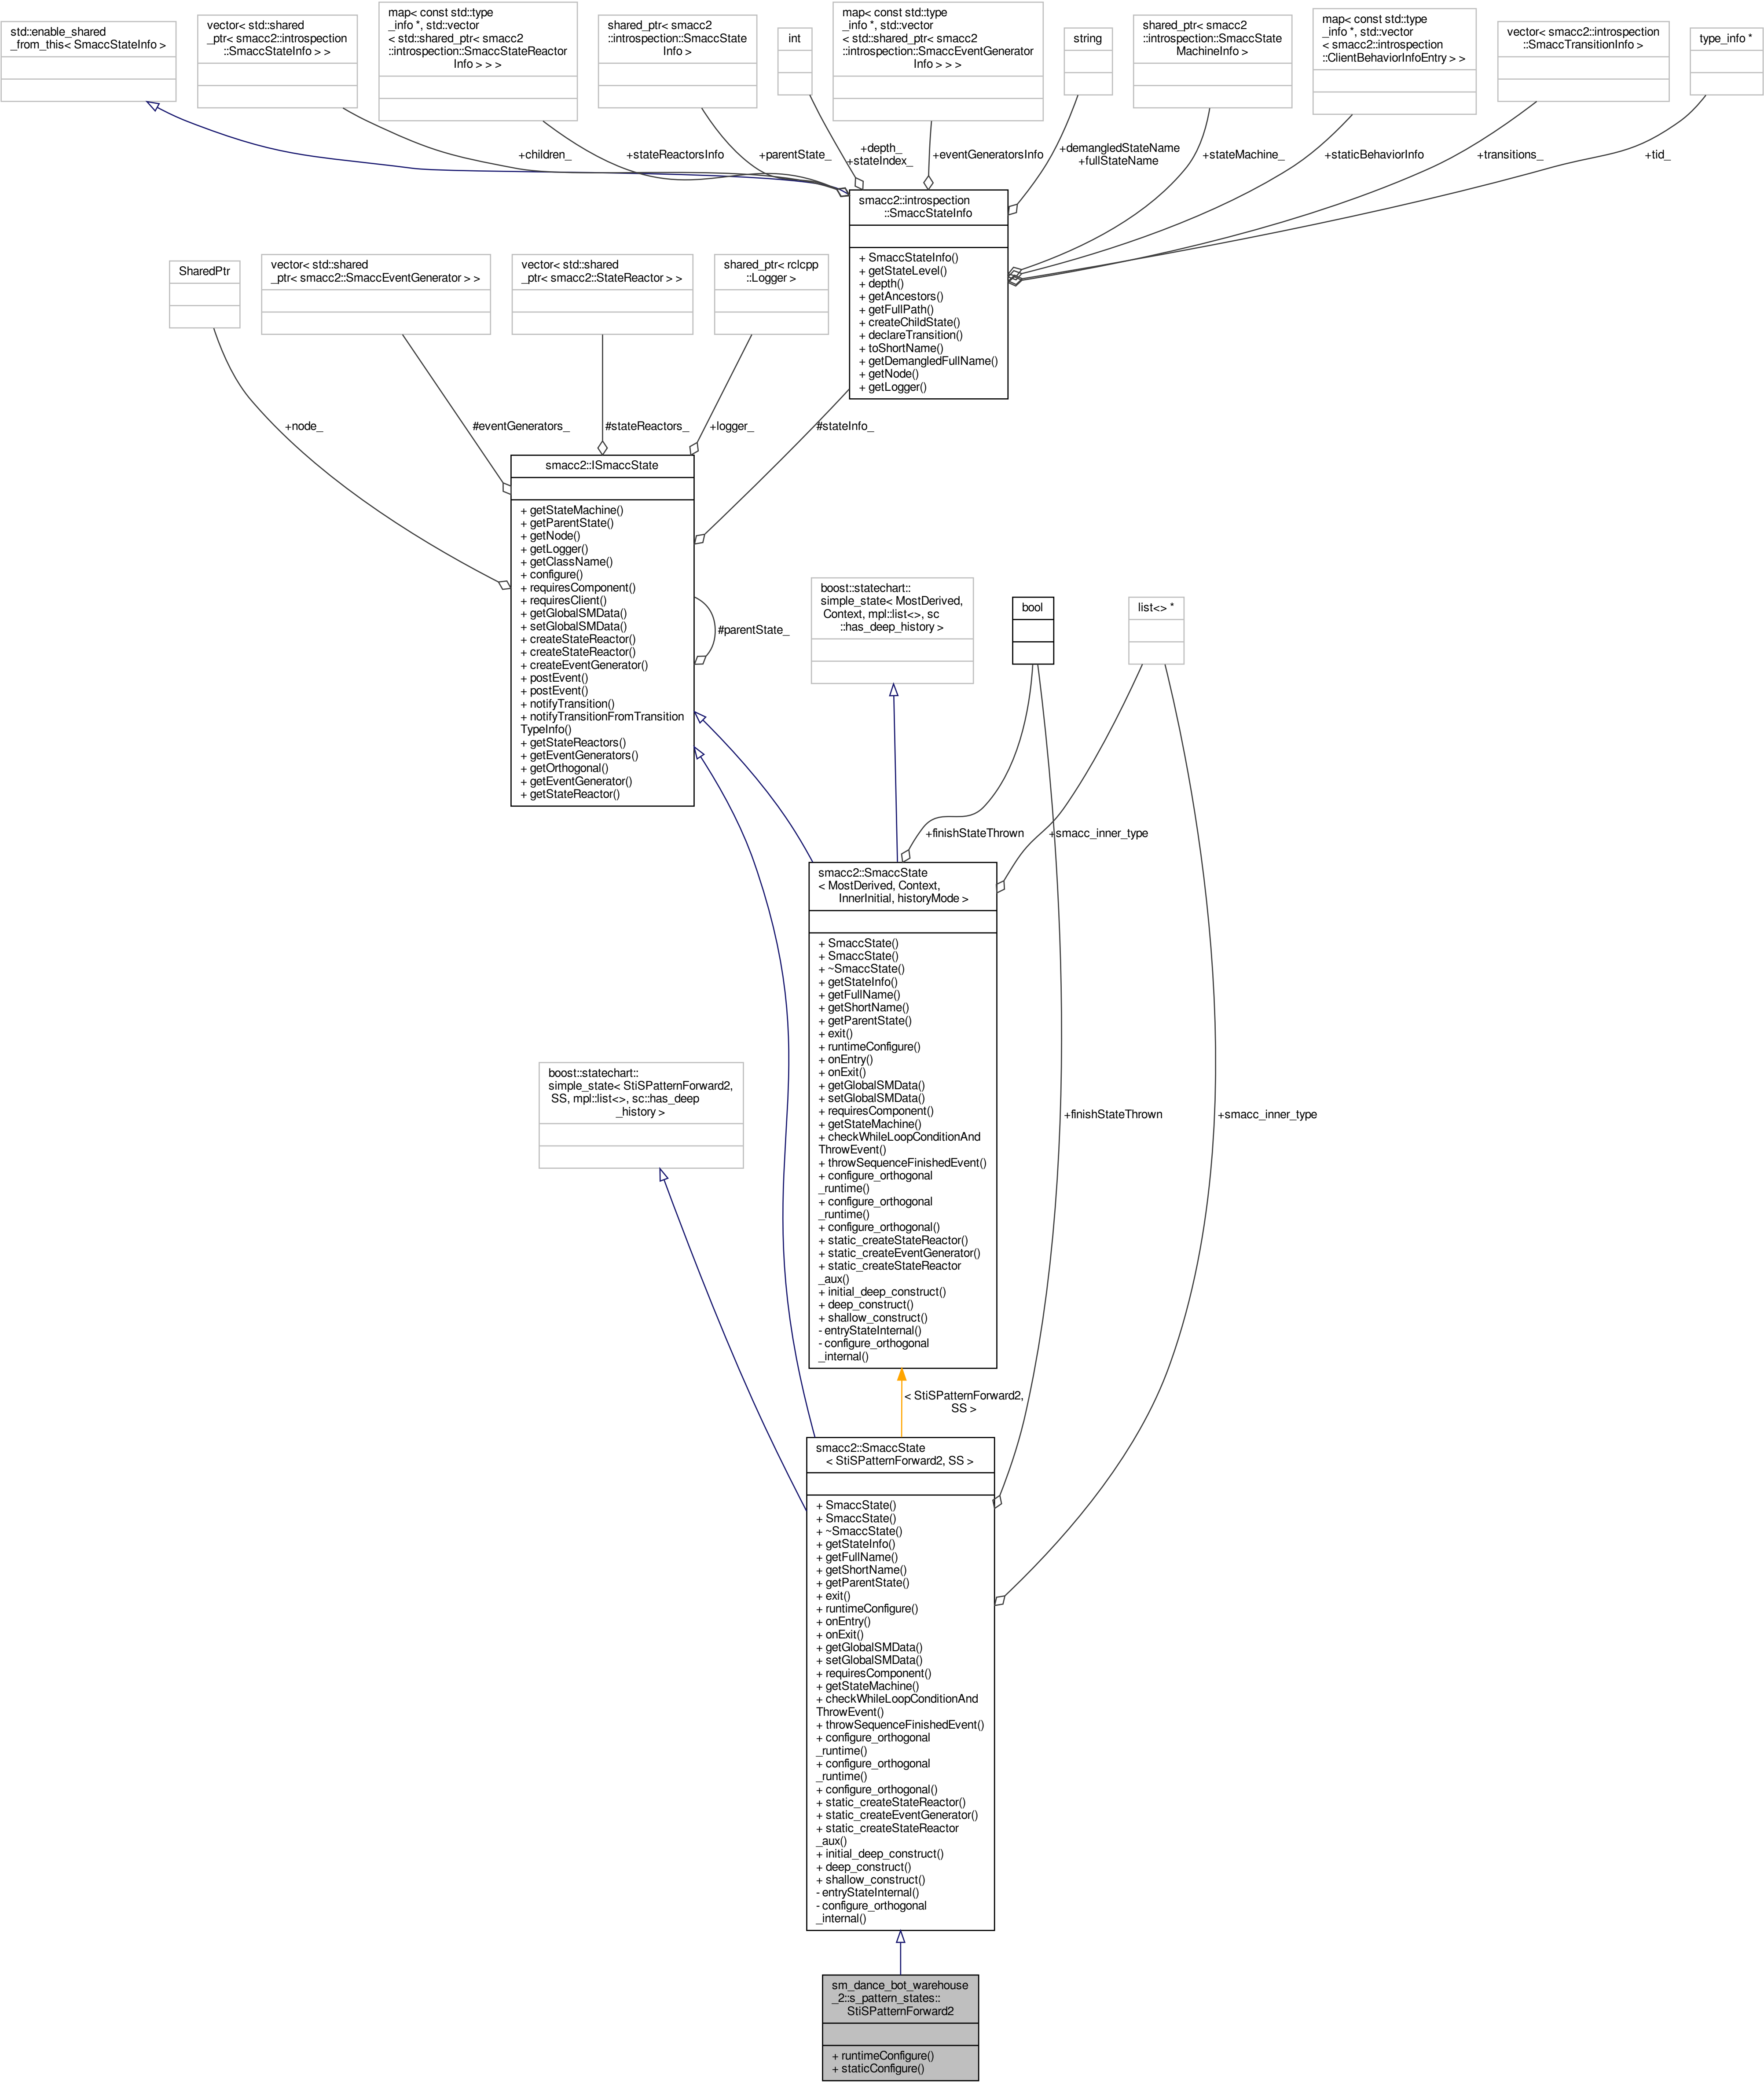 std::enable_shared
_from_this< SmaccStateInfo >
vector< std::shared
_ptr< smacc2::introspection
::SmaccStateInfo > >
map< const std::type
_info *, std::vector
< std::shared_ptr< smacc2
::introspection::SmaccStateReactor
Info > > >
shared_ptr< smacc2
::introspection::SmaccState
Info >
int
map< const std::type
_info *, std::vector
< std::shared_ptr< smacc2
::introspection::SmaccEventGenerator
Info > > >
string
shared_ptr< smacc2
::introspection::SmaccState
MachineInfo >
map< const std::type
_info *, std::vector
< smacc2::introspection
::ClientBehaviorInfoEntry > >
vector< smacc2::introspection
::SmaccTransitionInfo >
type_info *
+children_
+stateReactorsInfo
+parentState_
+depth_
+stateIndex_
+eventGeneratorsInfo
+demangledStateName
+fullStateName
+stateMachine_
+staticBehaviorInfo
+transitions_
+tid_
smacc2::introspection
::SmaccStateInfo
+ SmaccStateInfo()
+ getStateLevel()
+ depth()
+ getAncestors()
+ getFullPath()
+ createChildState()
+ declareTransition()
+ toShortName()
+ getDemangledFullName()
+ getNode()
+ getLogger()
SharedPtr
vector< std::shared
_ptr< smacc2::SmaccEventGenerator > >
vector< std::shared
_ptr< smacc2::StateReactor > >
shared_ptr< rclcpp
::Logger >
+node_
#eventGenerators_
#stateReactors_
+logger_
#stateInfo_
smacc2::ISmaccState
+ getStateMachine()
+ getParentState()
+ getNode()
+ getLogger()
+ getClassName()
+ configure()
+ requiresComponent()
+ requiresClient()
+ getGlobalSMData()
+ setGlobalSMData()
+ createStateReactor()
+ createStateReactor()
+ createEventGenerator()
+ postEvent()
+ postEvent()
+ notifyTransition()
+ notifyTransitionFromTransition
TypeInfo()
+ getStateReactors()
+ getEventGenerators()
+ getOrthogonal()
+ getEventGenerator()
+ getStateReactor()
#parentState_
boost::statechart::
simple_state< MostDerived,
Context, mpl::list<>, sc
::has_deep_history >
bool
list<> *
+finishStateThrown
+smacc_inner_type
smacc2::SmaccState
< MostDerived, Context,
InnerInitial, historyMode >
+ SmaccState()
+ SmaccState()
+ ~SmaccState()
+ getStateInfo()
+ getFullName()
+ getShortName()
+ getParentState()
+ exit()
+ runtimeConfigure()
+ onEntry()
+ onExit()
+ getGlobalSMData()
+ setGlobalSMData()
+ requiresComponent()
+ getStateMachine()
+ checkWhileLoopConditionAnd
ThrowEvent()
+ throwSequenceFinishedEvent()
+ configure_orthogonal
_runtime()
+ configure_orthogonal
_runtime()
+ configure_orthogonal()
+ static_createStateReactor()
+ static_createEventGenerator()
+ static_createStateReactor
_aux()
+ initial_deep_construct()
+ deep_construct()
+ shallow_construct()
- entryStateInternal()
- configure_orthogonal
_internal()
boost::statechart::
simple_state< StiSPatternForward2,
SS, mpl::list<>, sc::has_deep
_history >
+finishStateThrown
+smacc_inner_type
< StiSPatternForward2,
SS >
smacc2::SmaccState
< StiSPatternForward2, SS >
+ SmaccState()
+ SmaccState()
+ ~SmaccState()
+ getStateInfo()
+ getFullName()
+ getShortName()
+ getParentState()
+ exit()
+ runtimeConfigure()
+ onEntry()
+ onExit()
+ getGlobalSMData()
+ setGlobalSMData()
+ requiresComponent()
+ getStateMachine()
+ checkWhileLoopConditionAnd
ThrowEvent()
+ throwSequenceFinishedEvent()
+ configure_orthogonal
_runtime()
+ configure_orthogonal
_runtime()
+ configure_orthogonal()
+ static_createStateReactor()
+ static_createEventGenerator()
+ static_createStateReactor
_aux()
+ initial_deep_construct()
+ deep_construct()
+ shallow_construct()
- entryStateInternal()
- configure_orthogonal
_internal()
sm_dance_bot_warehouse
_2::s_pattern_states::
StiSPatternForward2
+ runtimeConfigure()
+ staticConfigure()